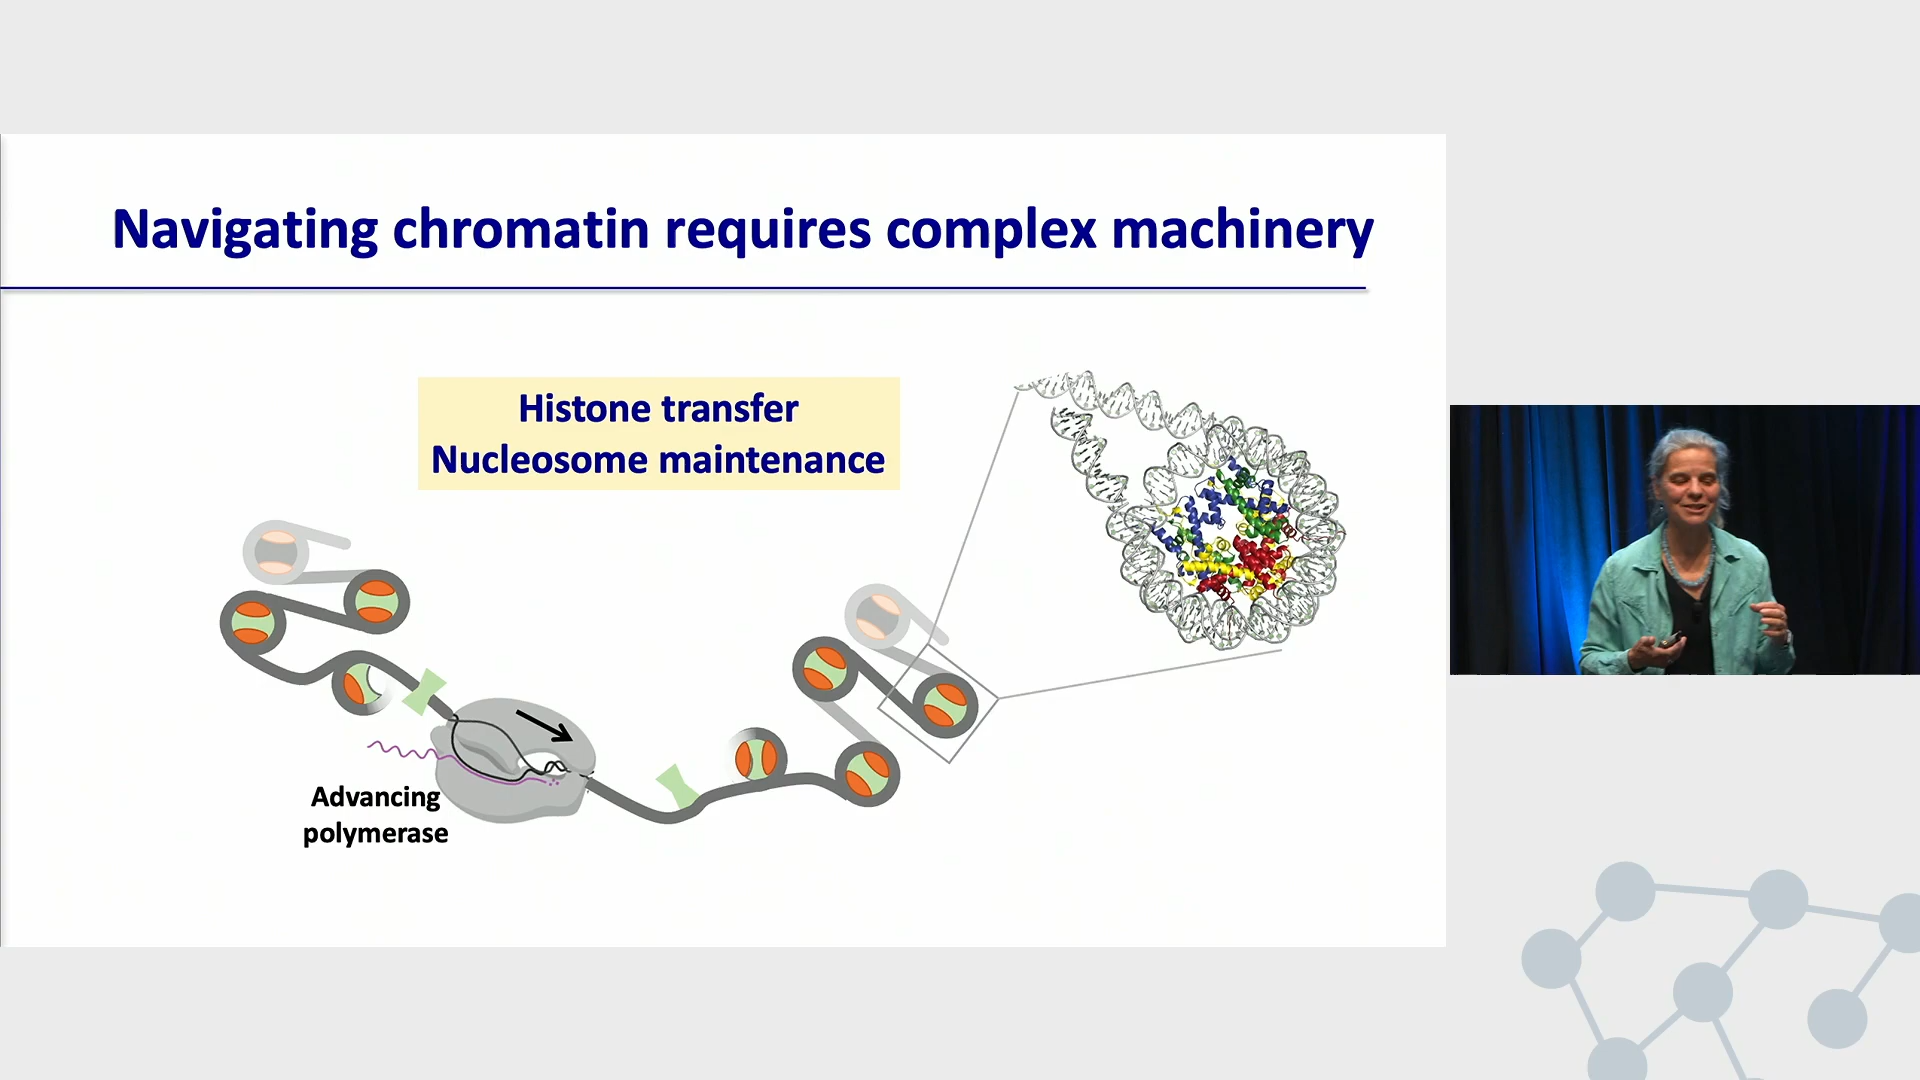 Navigating chromatin requires complex machinery
Histone transfer
Nucleosome maintenance
Advancing
polymerase